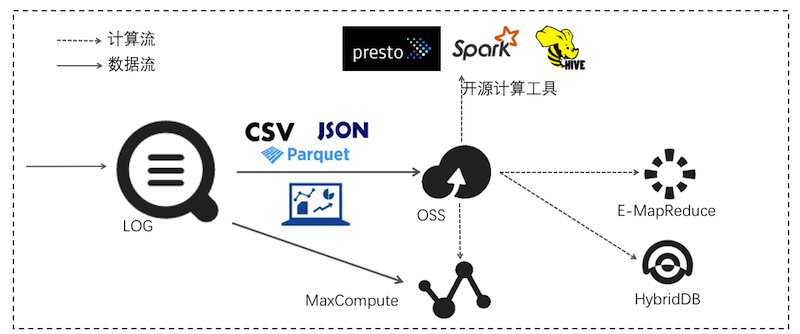 计算流
数据流
presto
Spark
HIVE
开源计算工具
CSV
JSON
Parquet
LOG
OSS
E-MapReduce
MaxCompute
HybridDB